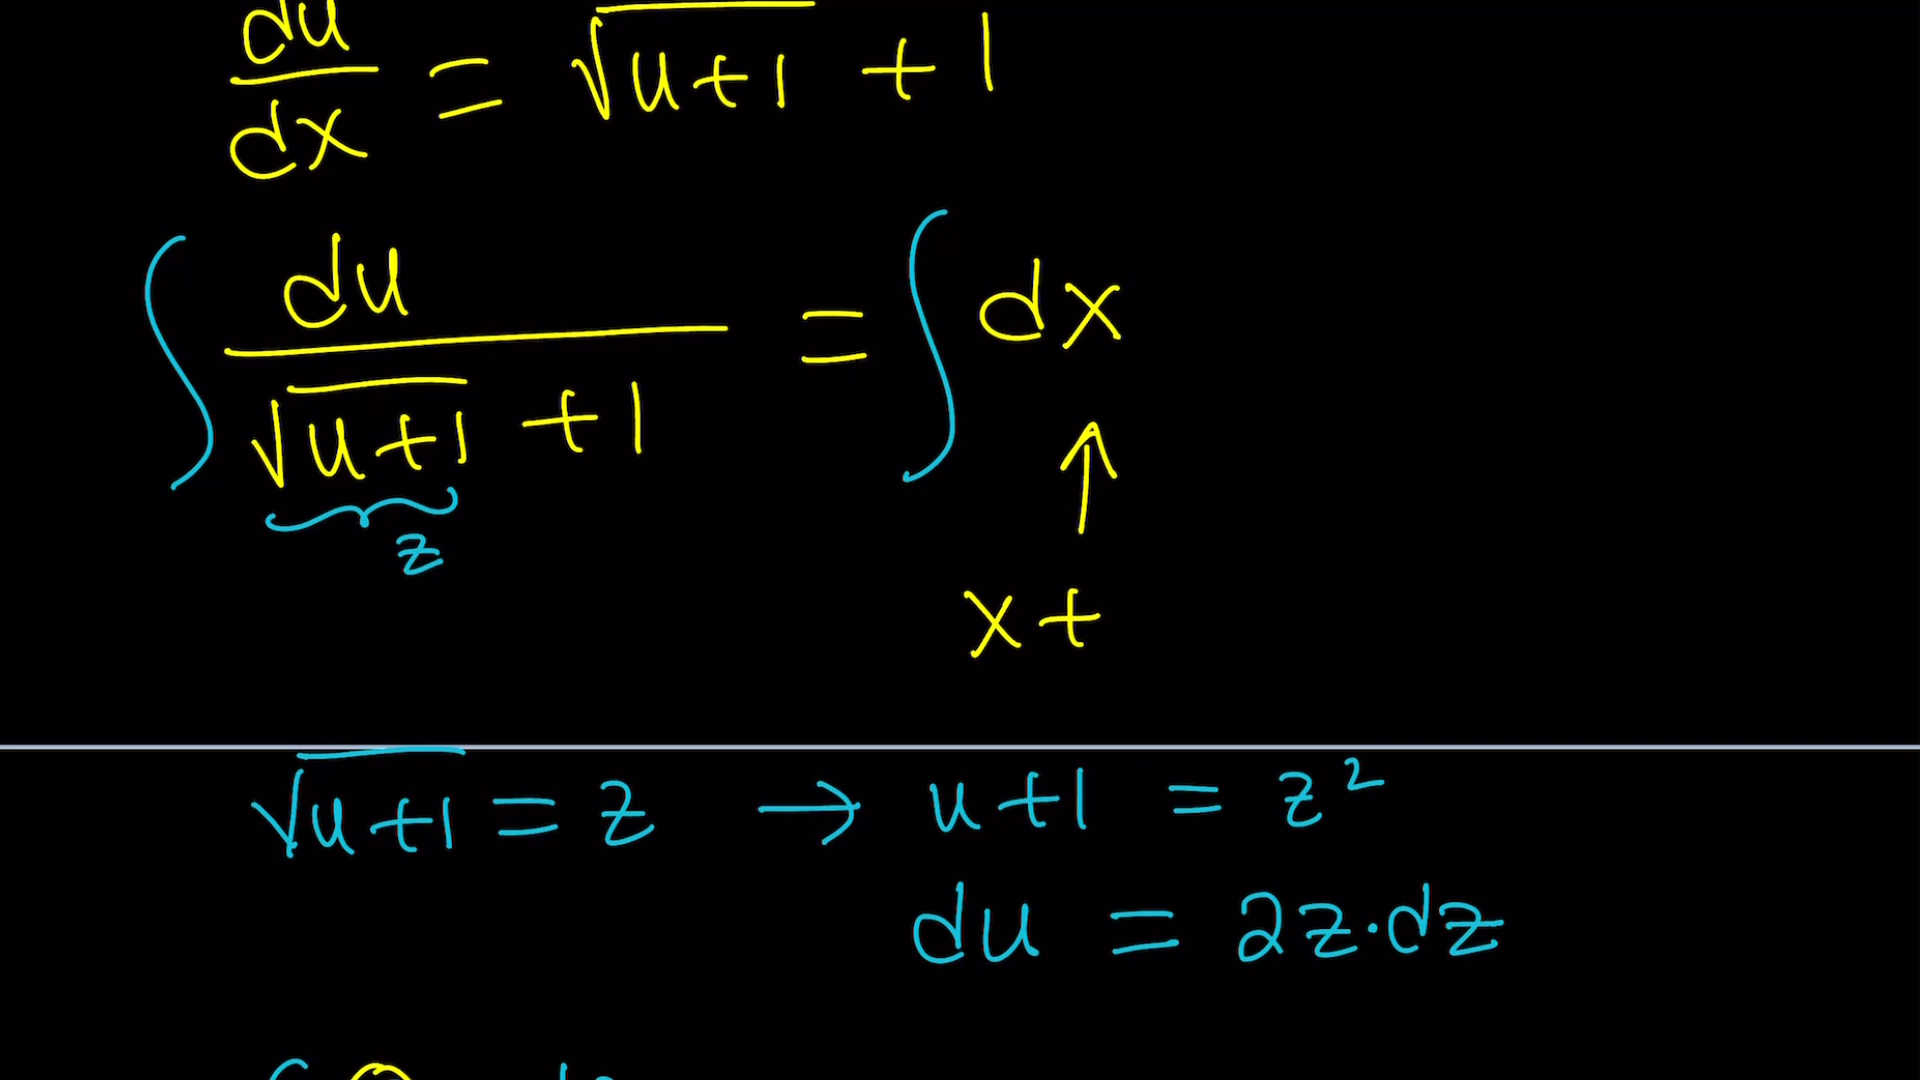 du/dx = √(u+1) + 1
∫ du/(√(u+1) + 1) = ∫ dx
z
↑
x +
√(u+1) = z → u+1 = z²
du = 2z·dz